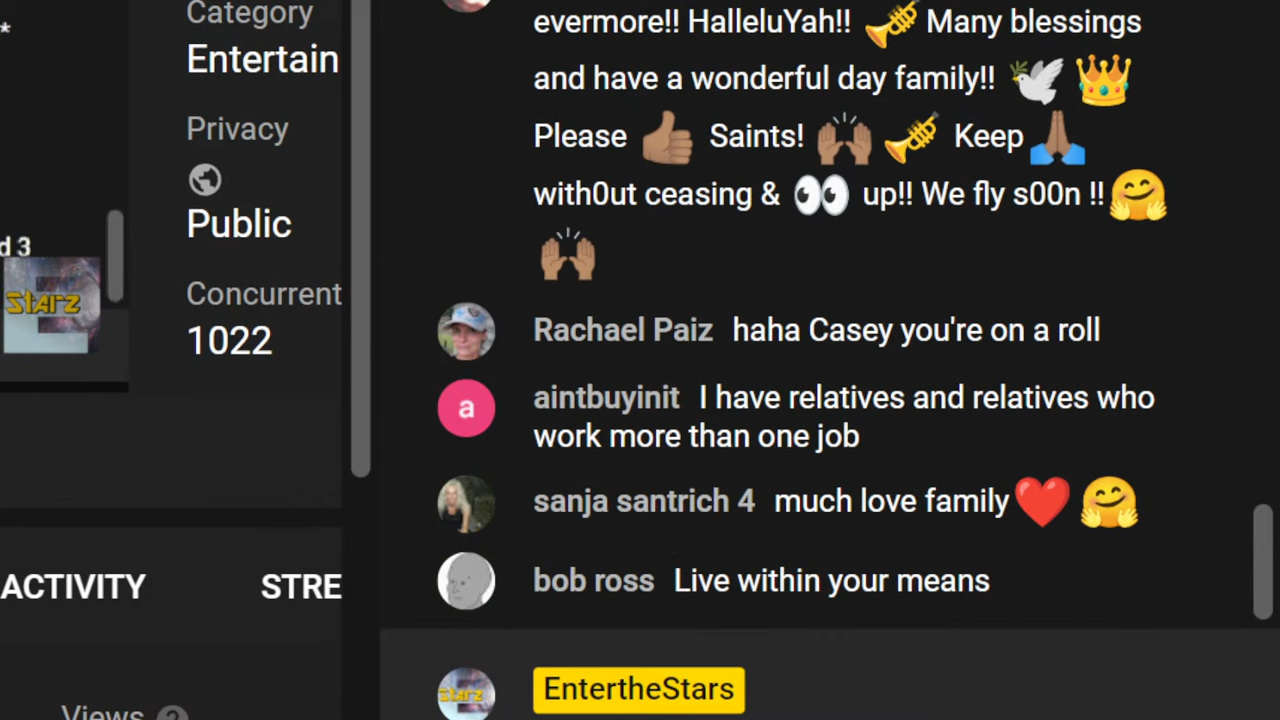 *
Category
Entertain
Privacy
Public
d 3
Starz
Concurrent
1022
ACTIVITY
STRE
Views ?
evermore!! HalleluYah!! 🎺 Many blessings
and have a wonderful day family!! 🕊️ 👑
Please 👍🏽 Saints! 🙌🏽 🎺 Keep 🙏🏽
with0ut ceasing & 👀 up!! We fly s00n !! 🤗
🙌🏽
Rachael Paiz haha Casey you're on a roll
a
aintbuyinit I have relatives and relatives who
work more than one job
sanja santrich 4 much love family ❤️ 🤗
bob ross Live within your means
Starz
EntertheStars